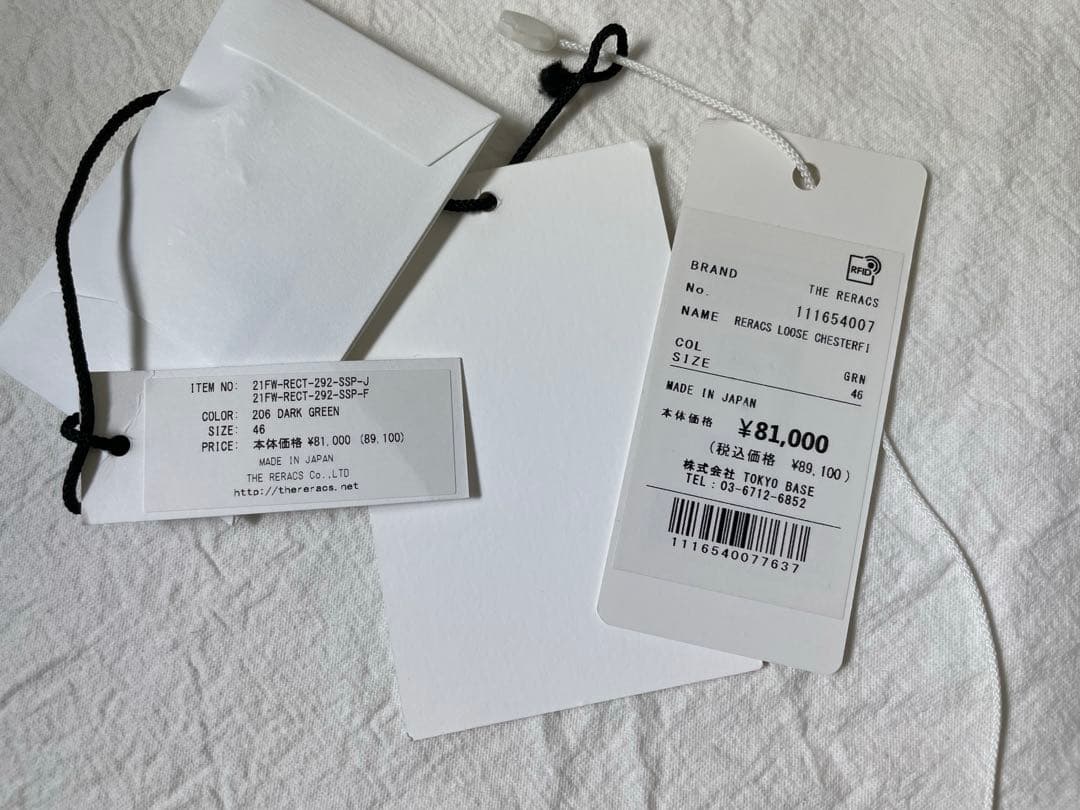 ITEM NO: 21FW-RECT-292-SSP-J
21FW-RECT-292-SSP-F
COLOR: 206 DARK GREEN
SIZE: 46
PRICE: 本体価格 ¥81,000 (89,100)
MADE IN JAPAN
THE RERACS Co.,LTD
http://thereracs.net
RFID
BRAND THE RERACS
No. 111654007
NAME RERACS LOOSE CHESTERFI
COL GRN
SIZE 46
MADE IN JAPAN
本体価格 ¥81,000
(税込価格 ¥89,100)
株式会社 TOKYO BASE
TEL : 03-6712-6852
1116540077637